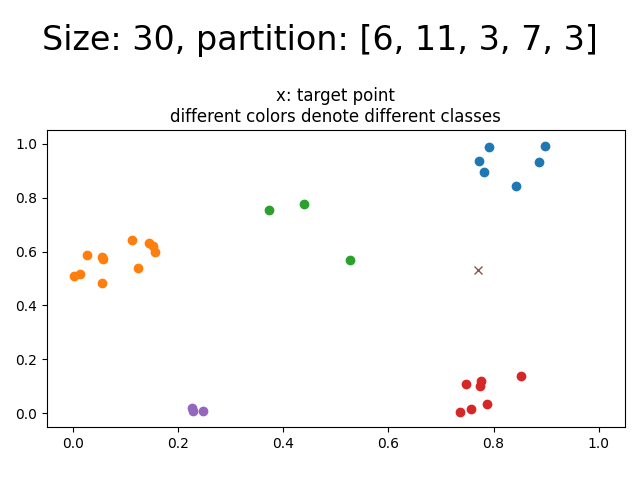 Size: 30, partition: [6, 11, 3, 7, 3]
x: target point
different colors denote different classes
1.0
0.8
0.6
0.4
0.2
0.0
0.0 0.2 0.4 0.6 0.8 1.0